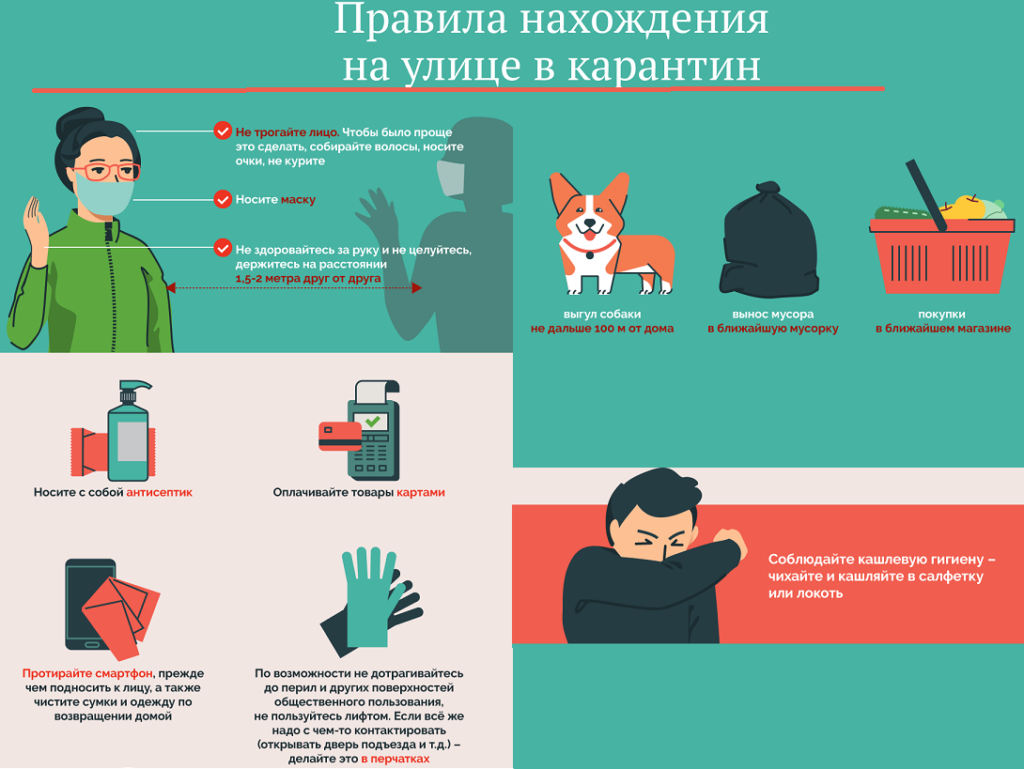 Правила нахождения
на улице в карантин
Не трогайте лицо. Чтобы было проще
это сделать, собирайте волосы, носите
очки, не курите
Носите маску
Не здоровайтесь за руку и не целуйтесь,
держитесь на расстоянии
1,5-2 метра друг от друга
выгул собаки
не дальше 100 м от дома
вынос мусора
в ближайшую мусорку
покупки
в ближайшем магазине
Носите с собой антисептик
Оплачивайте товары картами
Протирайте смартфон, прежде
чем подносить к лицу, а также
чистите сумки и одежду по
возвращении домой
По возможности не дотрагивайтесь
до перил и других поверхностей
общественного пользования,
не пользуйтесь лифтом. Если всё же
надо с чем-то контактировать
(открывать дверь подъезда и т.д.) –
делайте это в перчатках
Соблюдайте кашлевую гигиену –
чихайте и кашляйте в салфетку
или локоть